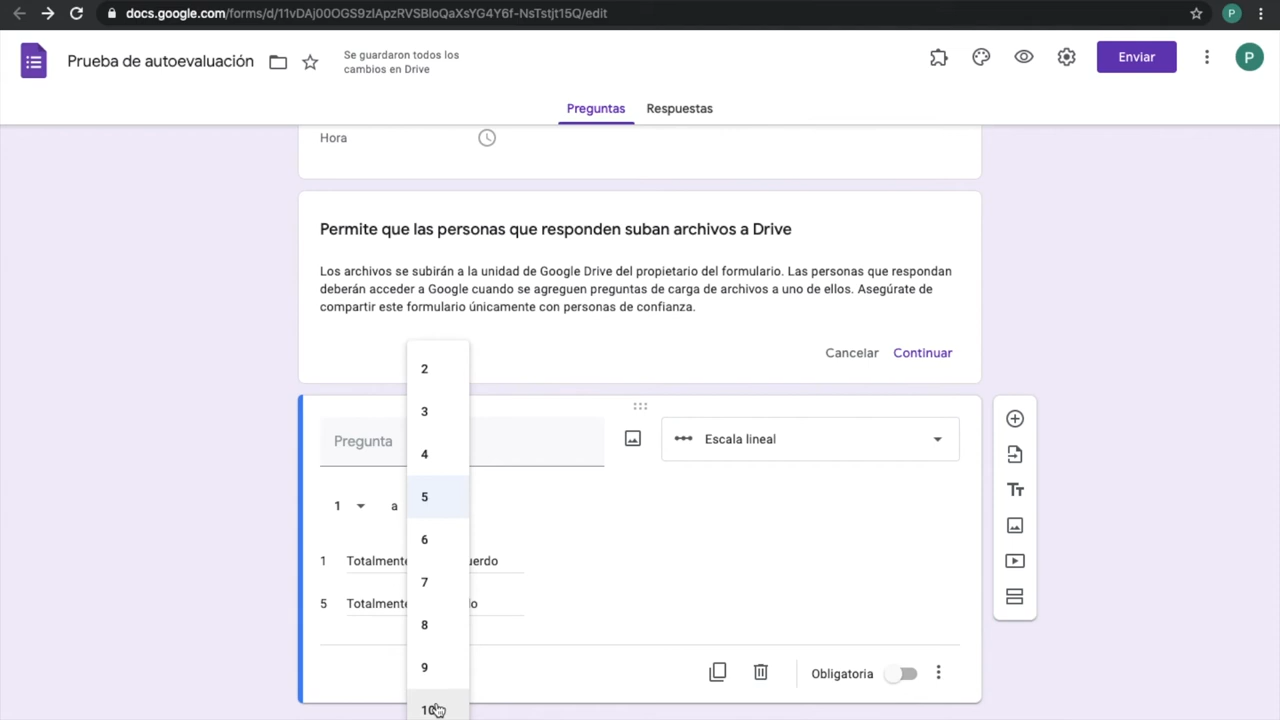 docs.google.com/forms/d/11vDAj00OGS9zlApzRVSBloQaXsYG4Y6f-NsTstjt15Q/edit
P
Prueba de autoevaluación
Se guardaron todos los
cambios en Drive
Enviar
P
Preguntas
Respuestas
Hora
Permite que las personas que responden suban archivos a Drive
Los archivos se subirán a la unidad de Google Drive del propietario del formulario. Las personas que respondan
deberán acceder a Google cuando se agreguen preguntas de carga de archivos a uno de ellos. Asegúrate de
compartir este formulario únicamente con personas de confianza.
Cancelar
Continuar
2
3
4
5
6
7
8
9
10
Pregunta
Escala lineal
1 a
1 Totalmente uerdo
5 Totalmente do
Obligatoria
Tt